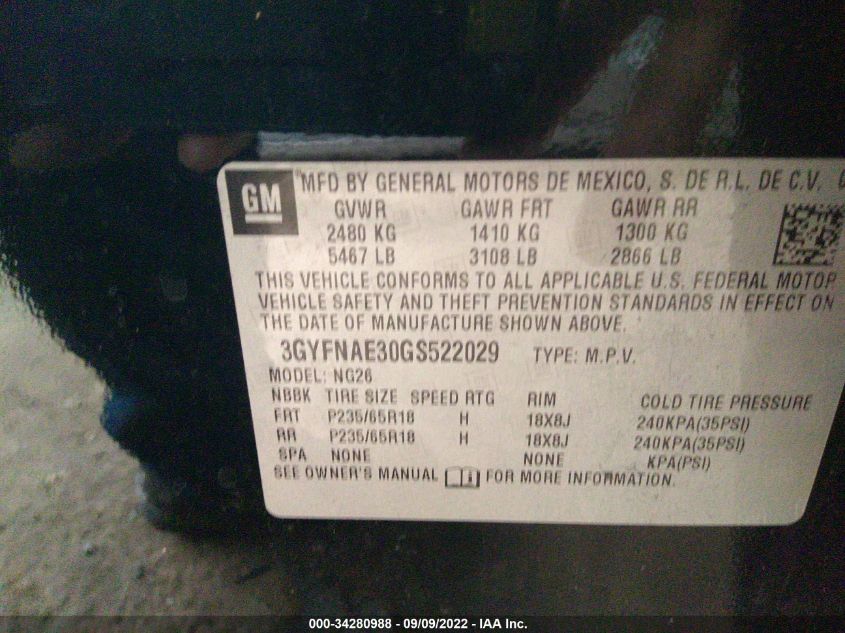 GM ® MFD BY GENERAL MOTORS DE MEXICO, S. DE R.L. DE C.V.
GVWR GAWR FRT GAWR RR
2480 KG 1410 KG 1300 KG
5467 LB 3108 LB 2866 LB
THIS VEHICLE CONFORMS TO ALL APPLICABLE U.S. FEDERAL MOTOR
VEHICLE SAFETY AND THEFT PREVENTION STANDARDS IN EFFECT ON
THE DATE OF MANUFACTURE SHOWN ABOVE.
3GYFNAE30GS522029 TYPE: M.P.V.
MODEL: NG26
NBBK TIRE SIZE SPEED RTG RIM COLD TIRE PRESSURE
FRT P235/65R18 H 18X8J 240KPA(35PSI)
RR P235/65R18 H 18X8J 240KPA(35PSI)
SPA NONE NONE KPA(PSI)
SEE OWNER'S MANUAL FOR MORE INFORMATION.
000-34280988 - 09/09/2022 - IAA Inc.